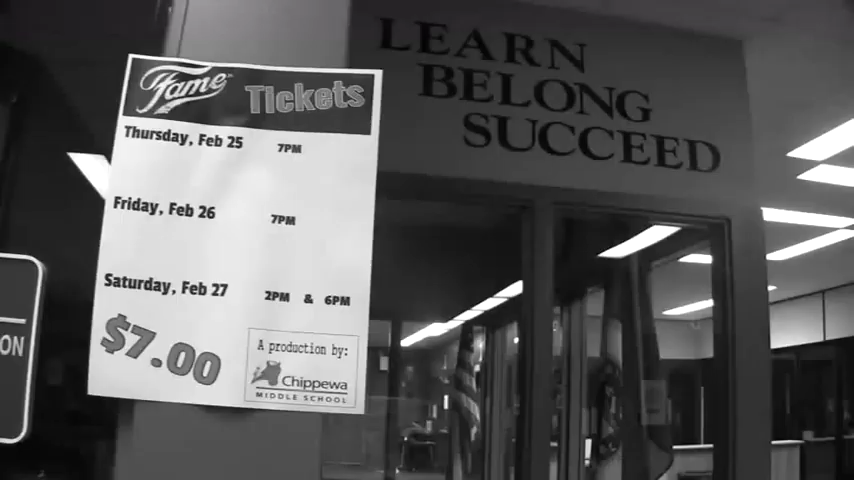 LEARN
BELONG
SUCCEED
Fame Tickets
Thursday, Feb 25 7PM
Friday, Feb 26 7PM
Saturday, Feb 27 2PM & 6PM
$7.00
A production by:
Chippewa
MIDDLE SCHOOL
ON